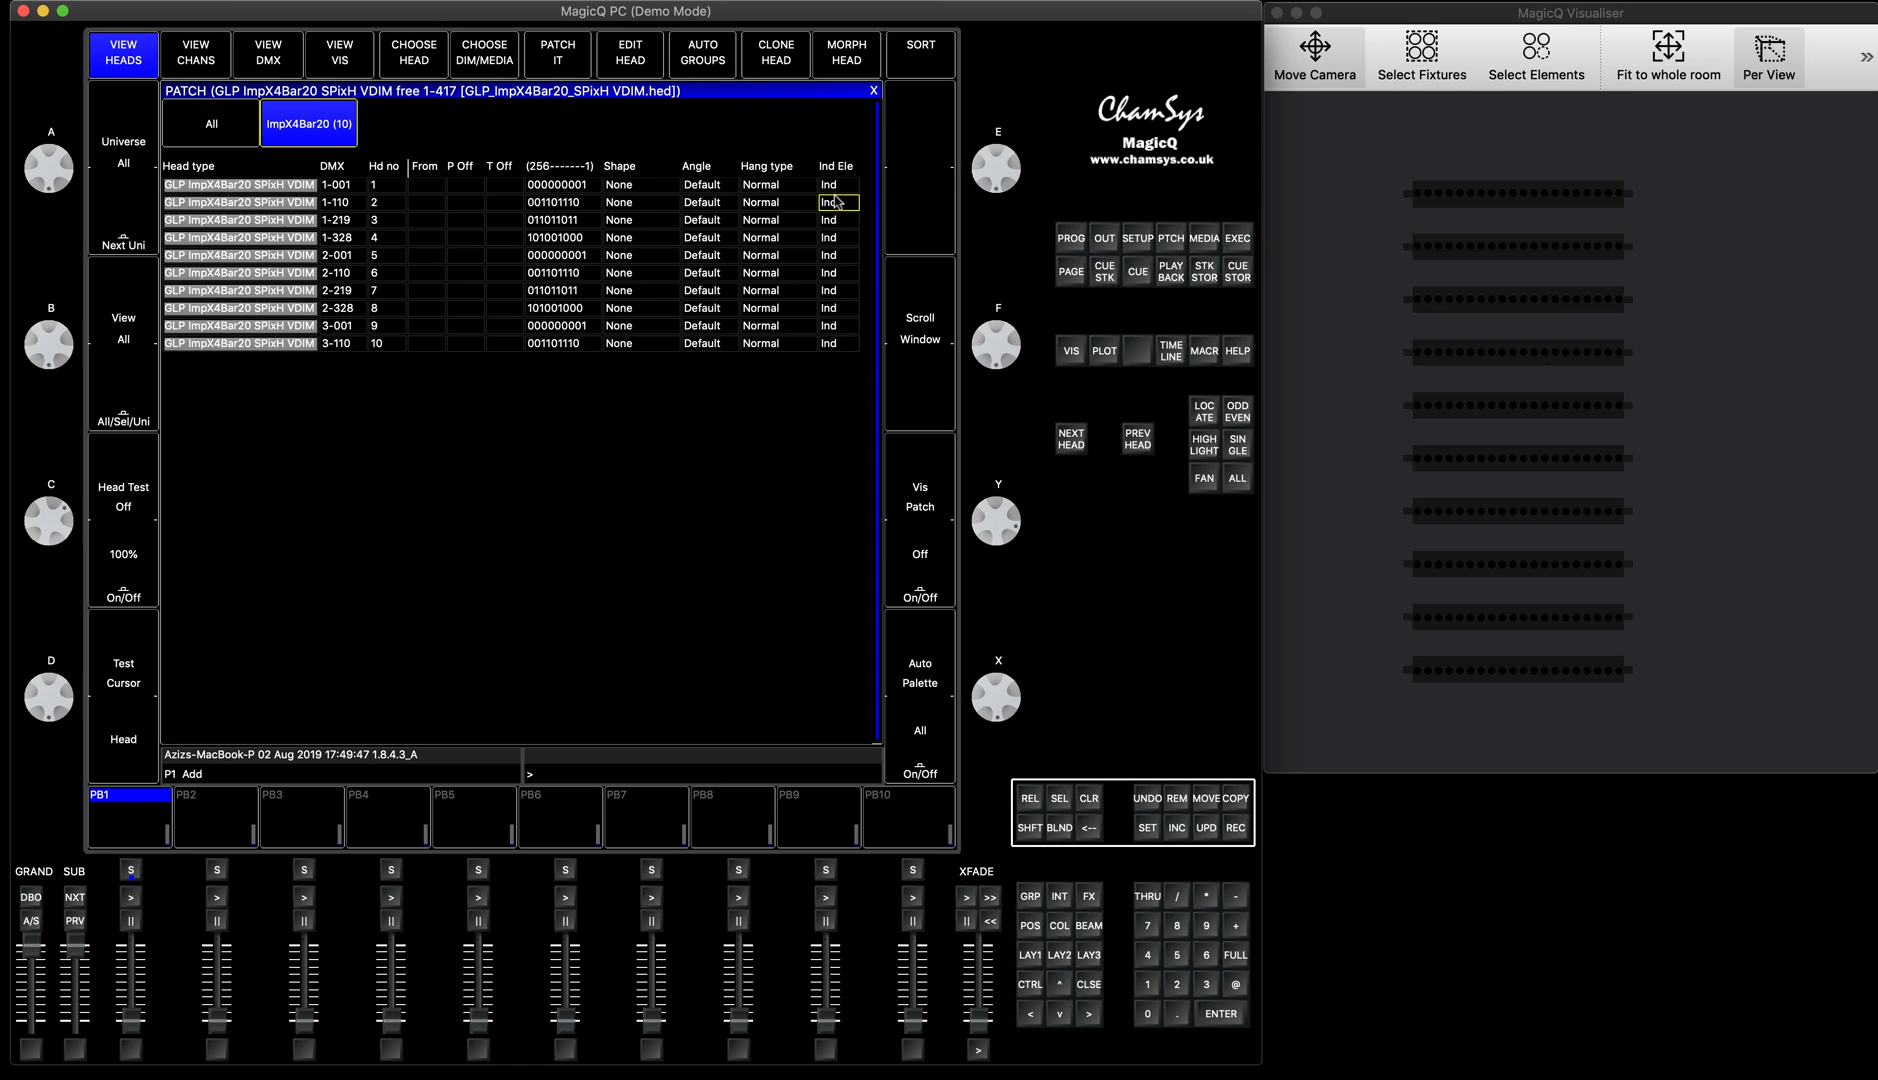 MagicQ PC (Demo Mode)
VIEW HEADS
VIEW CHANS
VIEW DMX
VIEW VIS
CHOOSE HEAD
CHOOSE DIM/MEDIA
PATCH IT
EDIT HEAD
AUTO GROUPS
CLONE HEAD
MORPH HEAD
SORT
PATCH (GLP ImpX4Bar20 SPixH VDIM free 1-417 [GLP_ImpX4Bar20_SPixH VDIM.hed]) X
All
ImpX4Bar20 (10)
Head type DMX Hd no From P Off T Off (256-------1) Shape Angle Hang type Ind Ele
GLP ImpX4Bar20 SPixH VDIM 1-001 1 000000001 None Default Normal Ind
GLP ImpX4Bar20 SPixH VDIM 1-110 2 001101110 None Default Normal Ind
GLP ImpX4Bar20 SPixH VDIM 1-219 3 011011011 None Default Normal Ind
GLP ImpX4Bar20 SPixH VDIM 1-328 4 101001000 None Default Normal Ind
GLP ImpX4Bar20 SPixH VDIM 2-001 5 000000001 None Default Normal Ind
GLP ImpX4Bar20 SPixH VDIM 2-110 6 001101110 None Default Normal Ind
GLP ImpX4Bar20 SPixH VDIM 2-219 7 011011011 None Default Normal Ind
GLP ImpX4Bar20 SPixH VDIM 2-328 8 101001000 None Default Normal Ind
GLP ImpX4Bar20 SPixH VDIM 3-001 9 000000001 None Default Normal Ind
GLP ImpX4Bar20 SPixH VDIM 3-110 10 001101110 None Default Normal Ind
A
Universe
All
Next Uni
B
View
All
All/Sel/Uni
C
Head Test
Off
100%
On/Off
D
Test
Cursor
Head
E
F
Scroll
Window
Y
Vis
Patch
Off
On/Off
X
Auto
Palette
All
On/Off
Azizs-MacBook-P 02 Aug 2019 17:49:47 1.8.4.3_A
P1 Add >
PB1 PB2 PB3 PB4 PB5 PB6 PB7 PB8 PB9 PB10
GRAND SUB S S S S S S S S S S XFADE
DBO NXT > > > > > > > > > > > >>
A/S PRV || || || || || || || || || || || <<
>
ChamSys
MagicQ
www.chamsys.co.uk
PROG OUT SETUP PTCH MEDIA EXEC
PAGE CUE STK CUE PLAY BACK STK STOR CUE STOR
VIS PLOT TIME LINE MACR HELP
LOC ATE ODD EVEN
NEXT HEAD PREV HEAD HIGH LIGHT SIN GLE
FAN ALL
REL SEL CLR UNDO REM MOVE COPY
SHFT BLND <-- SET INC UPD REC
GRP INT FX THRU / * -
POS COL BEAM 7 8 9 +
LAY1 LAY2 LAY3 4 5 6 FULL
CTRL ^ CLSE 1 2 3 @
< v > 0 . ENTER
MagicQ Visualiser
Move Camera
Select Fixtures
Select Elements
Fit to whole room
Per View
»